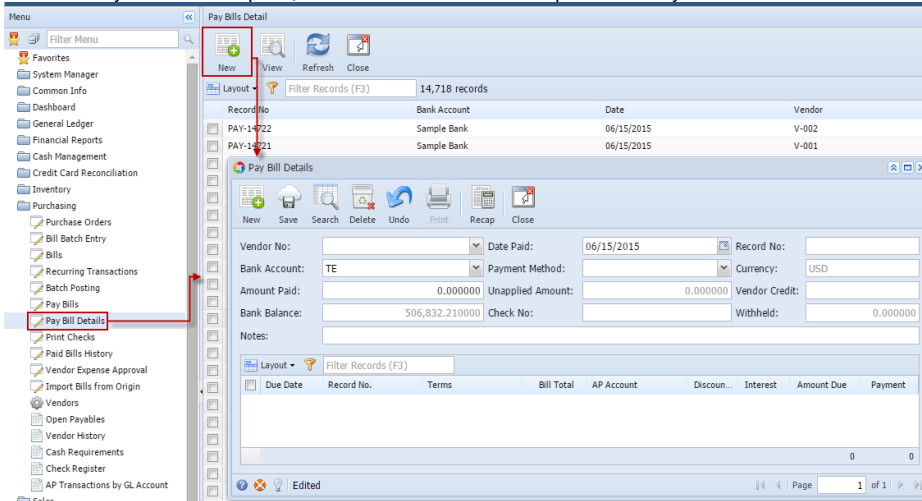 Menu
Filter Menu
Favorites
System Manager
Common Info
Dashboard
General Ledger
Financial Reports
Cash Management
Credit Card Reconciliation
Inventory
Purchasing
Purchase Orders
Bill Batch Entry
Bills
Recurring Transactions
Batch Posting
Pay Bills
Pay Bill Details
Print Checks
Paid Bills History
Vendor Expense Approval
Import Bills from Origin
Vendors
Open Payables
Vendor History
Cash Requirements
Check Register
AP Transactions by GL Account
Pay Bills Detail
New View Refresh Close
Layout Filter Records (F3) 14,718 records
Record No Bank Account Date Vendor
PAY-14722 Sample Bank 06/15/2015 V-002
PAY-14721 Sample Bank 06/15/2015 V-001
Pay Bill Details
New Save Search Delete Undo Print Recap Close
Vendor No: Date Paid: 06/15/2015 Record No:
Bank Account: TE Payment Method: Currency: USD
Amount Paid: 0.000000 Unapplied Amount: 0.000000 Vendor Credit:
Bank Balance: 506,832.210000 Check No: Withheld: 0.000000
Notes:
Layout Filter Records (F3)
Due Date Record No. Terms Bill Total AP Account Discoun... Interest Amount Due Payment
0 0
Edited Page 1 of 1